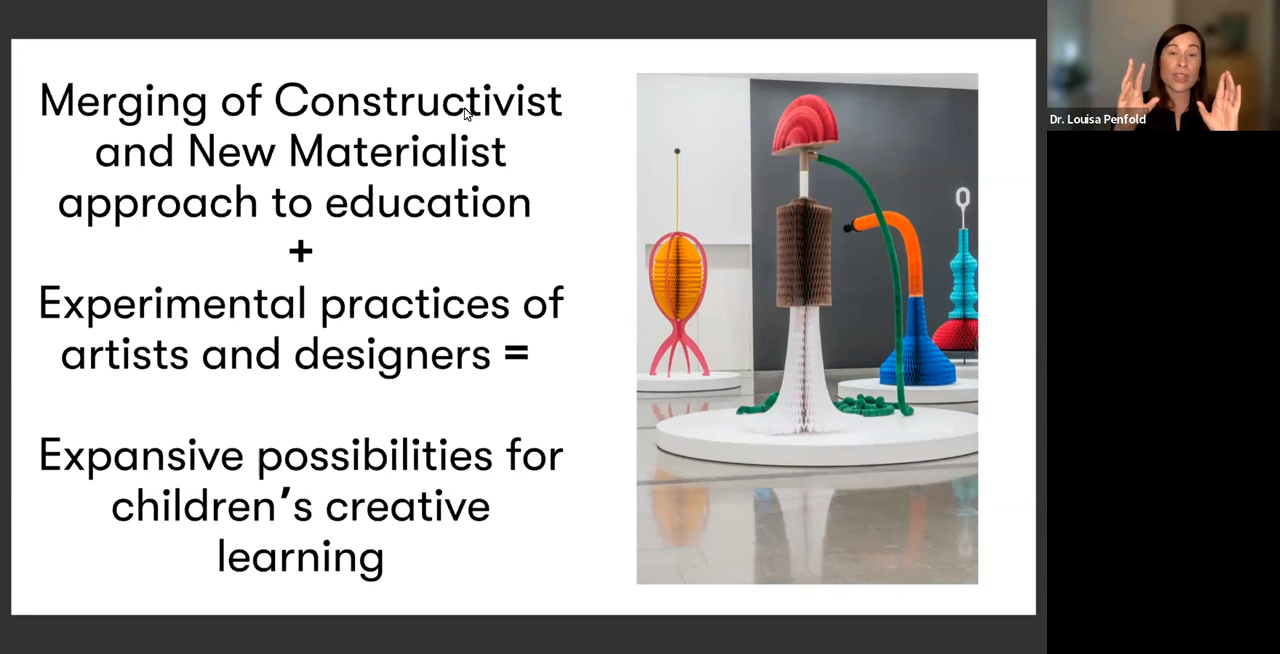 Merging of Constructivist
and New Materialist
approach to education
+
Experimental practices of
artists and designers =
Expansive possibilities for
children’s creative
learning
Dr. Louisa Penfold